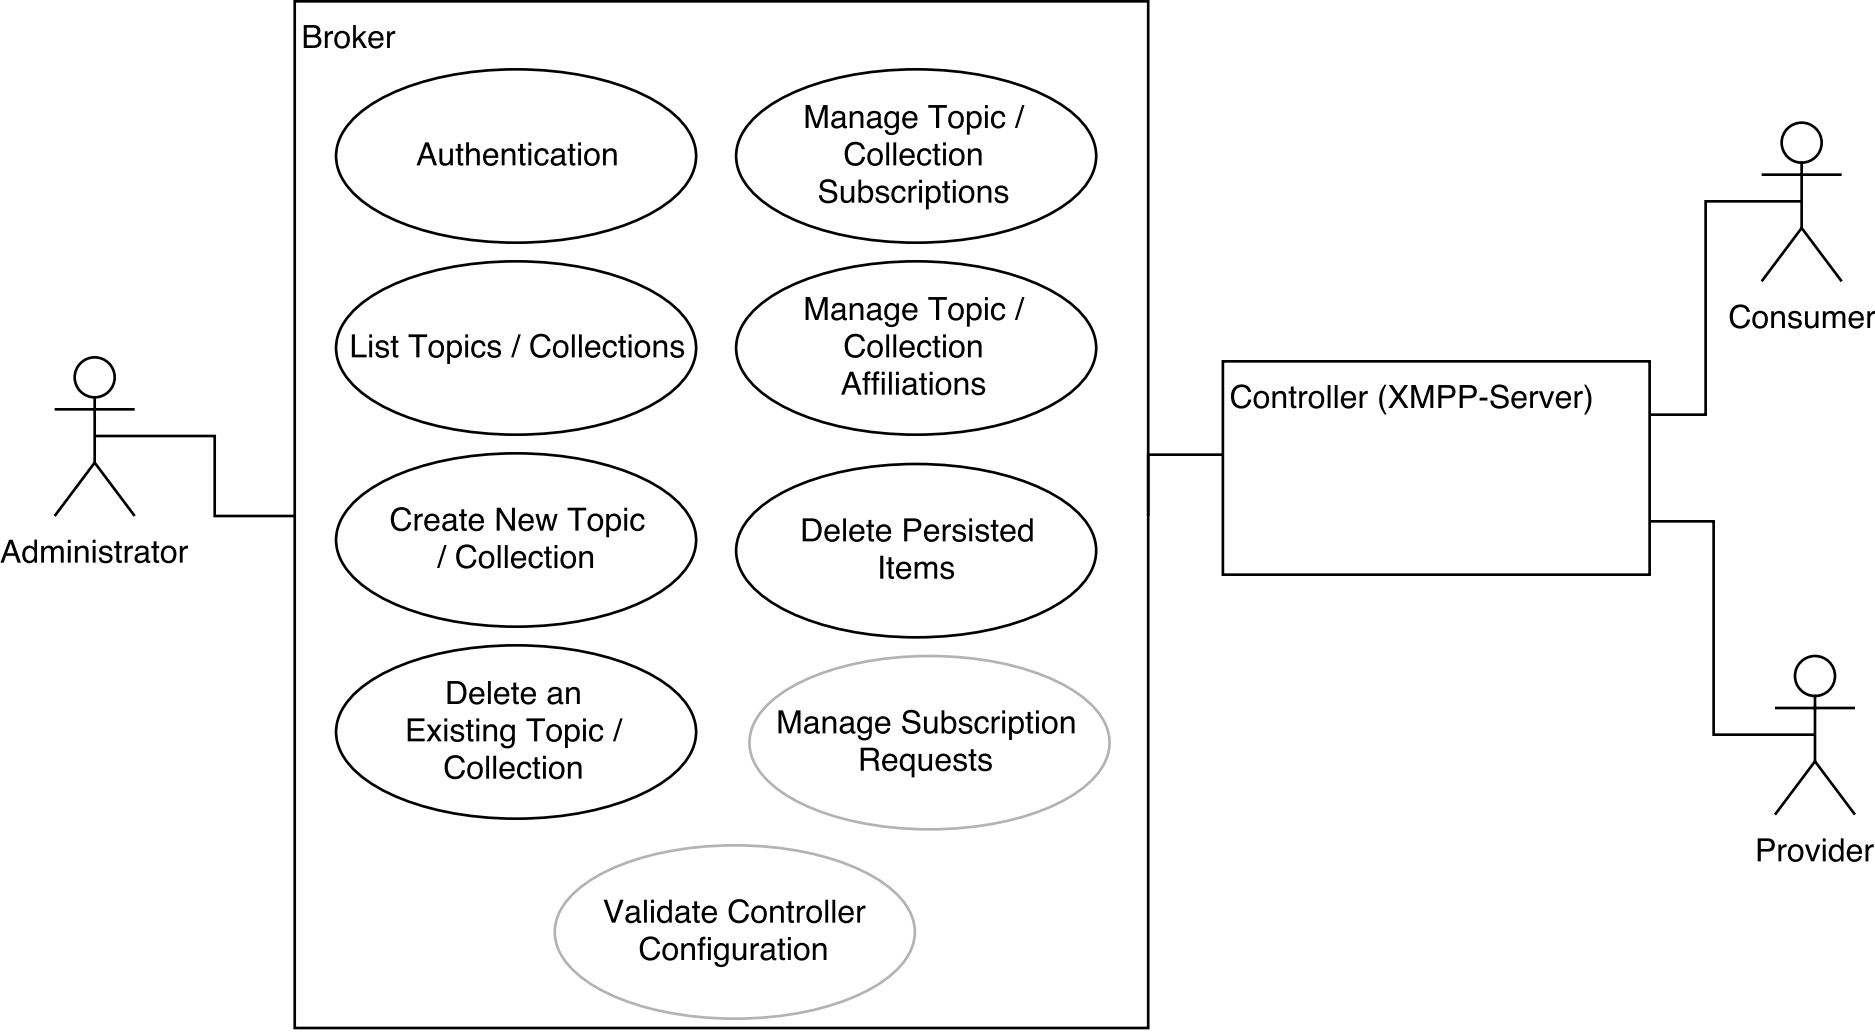 Broker
Authentication
Manage Topic /
Collection
Subscriptions
List Topics / Collections
Manage Topic /
Collection
Affiliations
Create New Topic
/ Collection
Delete Persisted
Items
Delete an
Existing Topic /
Collection
Manage Subscription
Requests
Validate Controller
Configuration
Administrator
Controller (XMPP-Server)
Consumer
Provider